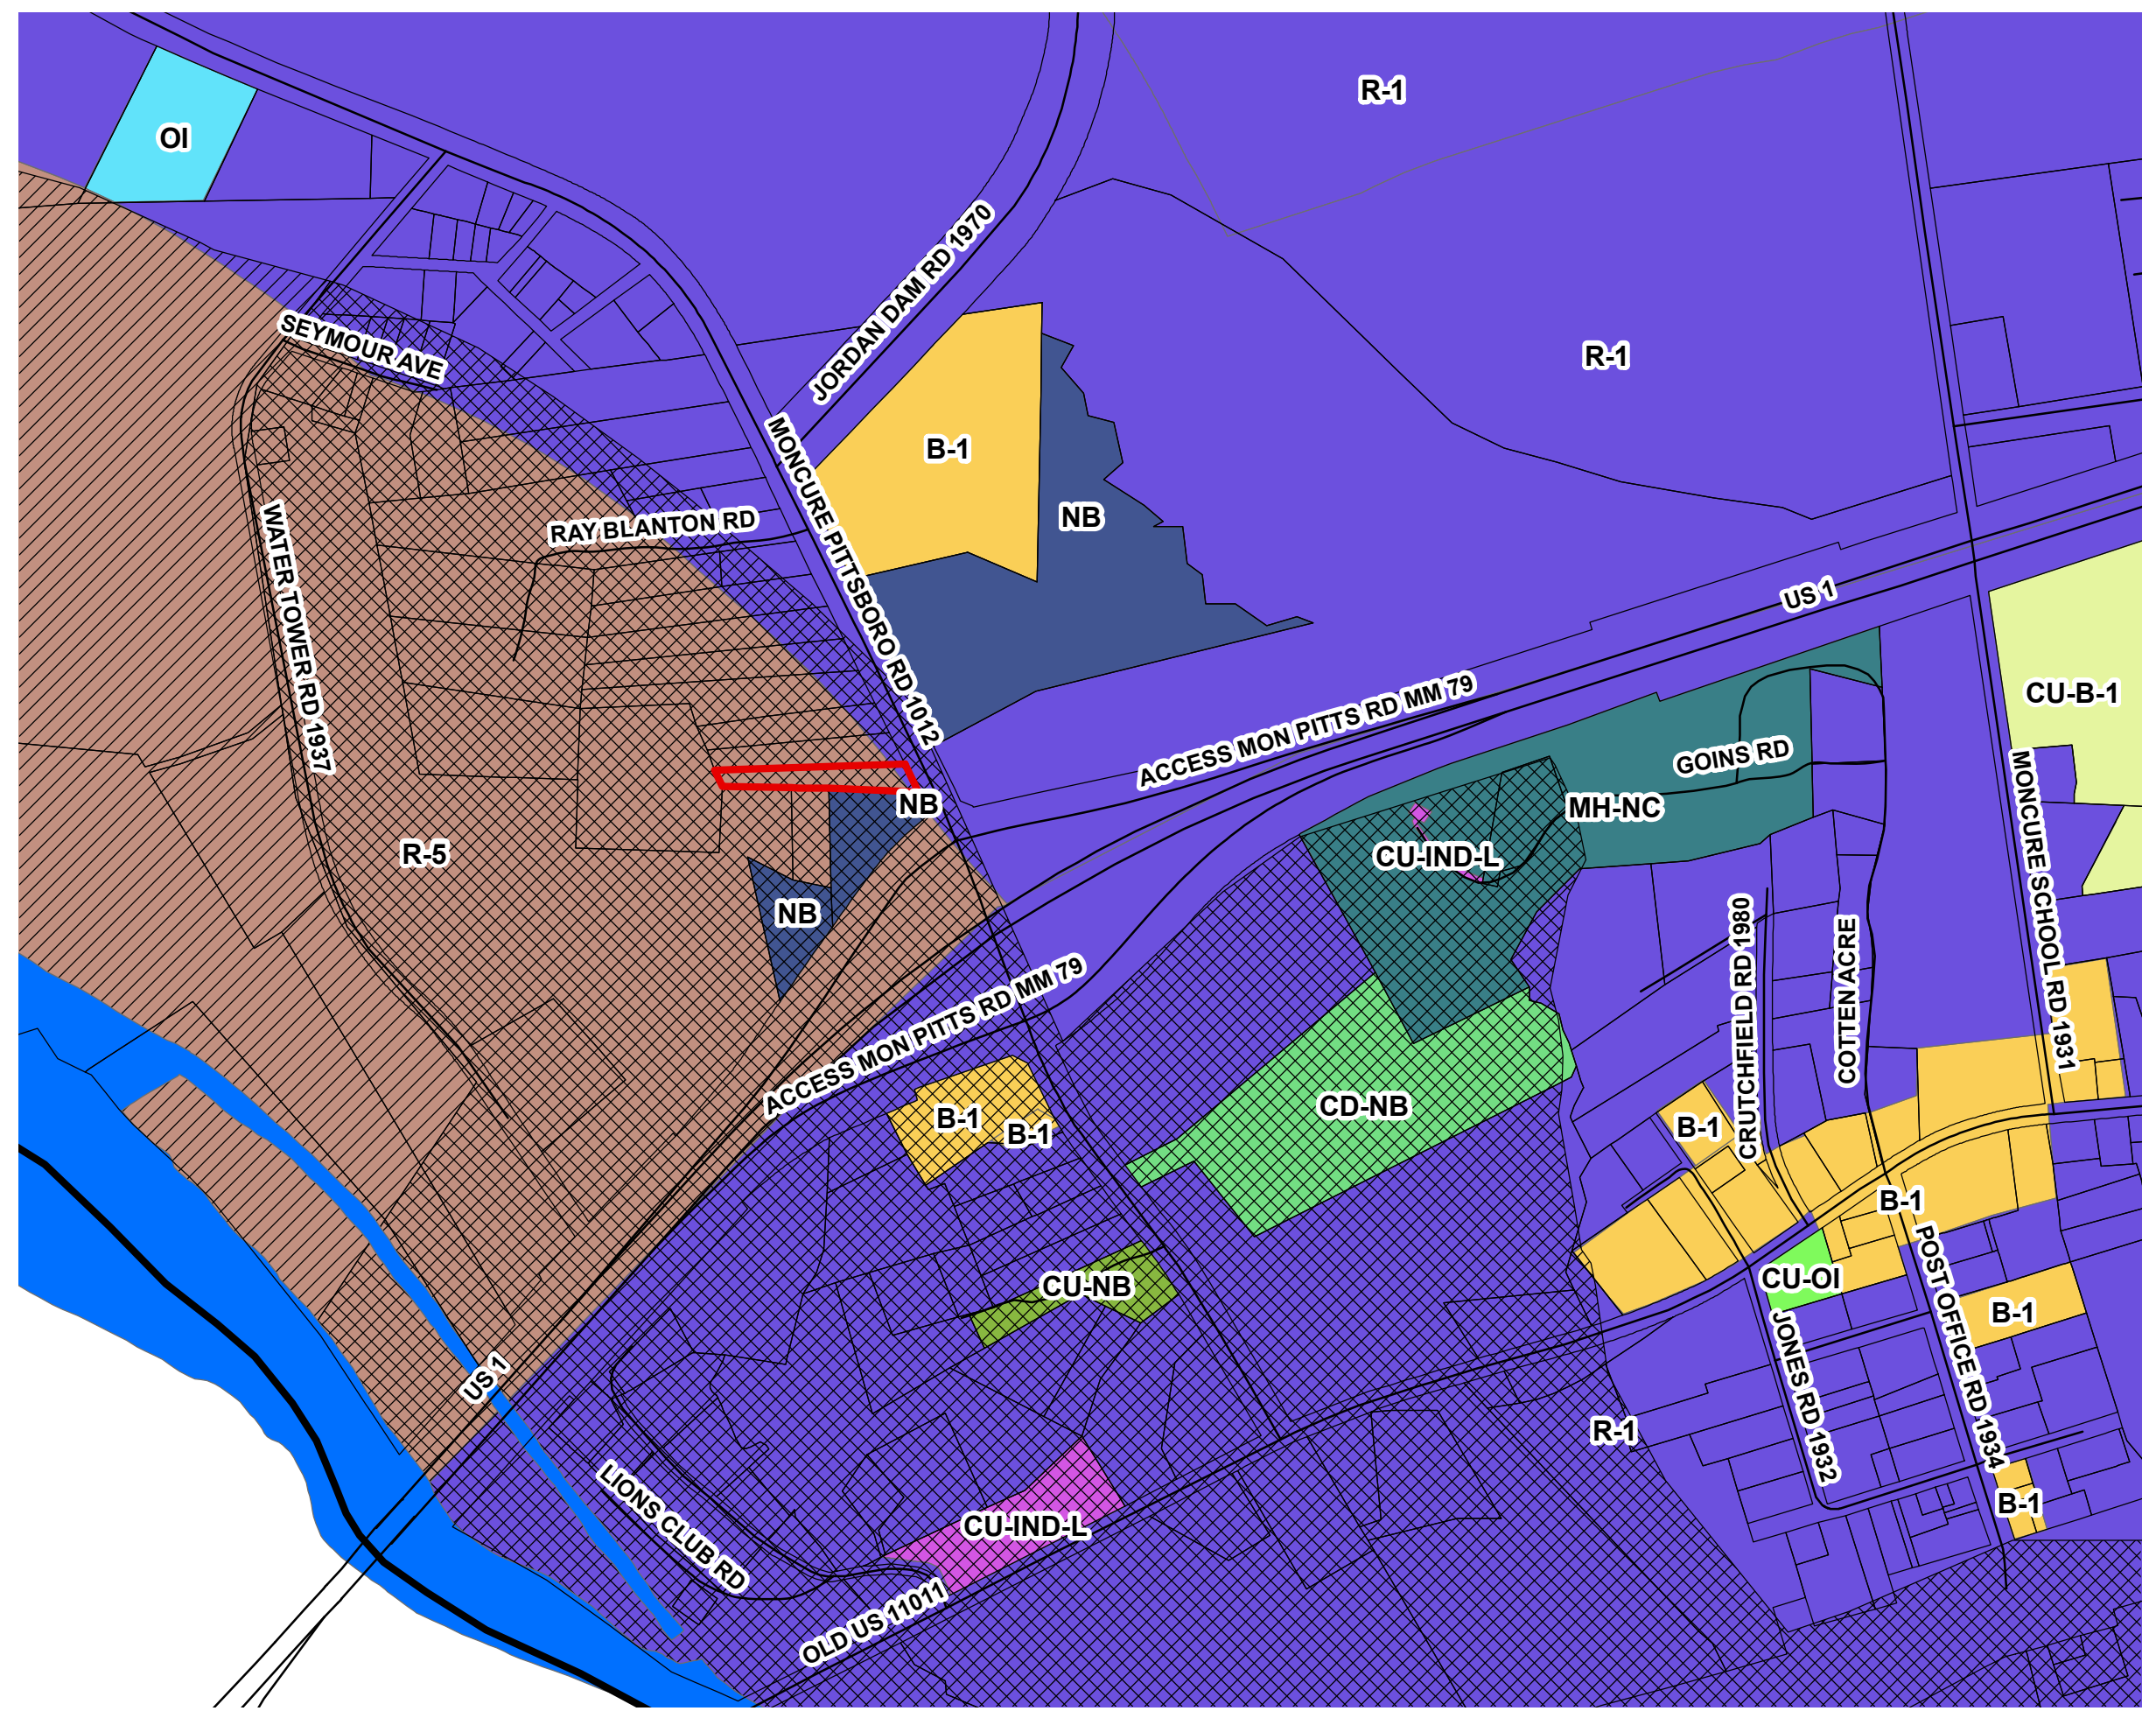 R-1
OI
JORDAN DAM RD 1970
SEYMOUR AVE
R-1
B-1
MONCURE PITTSBORO RD 1012
NB
RAY BLANTON RD
WATER TOWER RD 1937
US 1
CU-B-1
ACCESS MON PITTS RD MM 79
GOINS RD
NB
MH-NC
R-5
CU-IND-L
MONCURE SCHOOL RD 1931
NB
CRUTCHFIELD RD 1980
COTTEN ACRE
ACCESS MON PITTS RD MM 79
CD-NB
B-1
B-1
B-1
B-1
CU-NB
CU-OI
POST OFFICE RD 1934
B-1
US 1
JONES RD 1932
R-1
B-1
CU-IND-L
LIONS CLUB RD
OLD US 11011